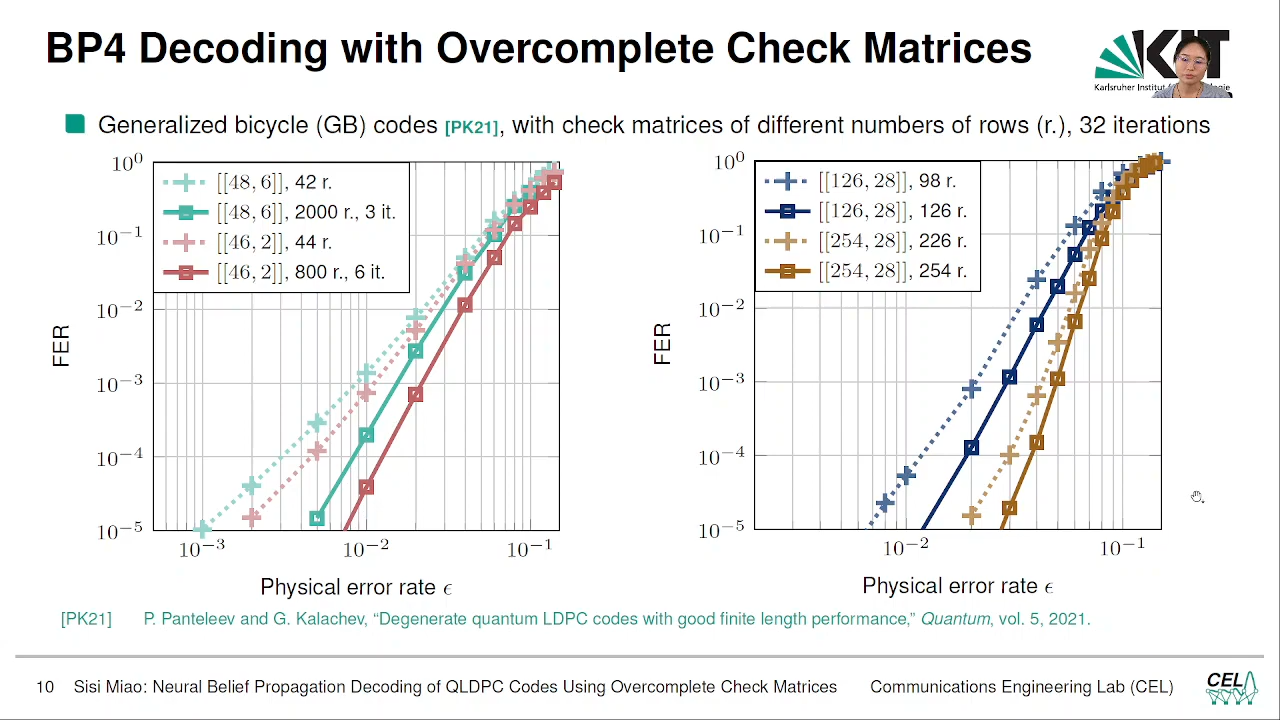 BP4 Decoding with Overcomplete Check Matrices
KIT
Karlsruher Institut für Technologie
Generalized bicycle (GB) codes [PK21], with check matrices of different numbers of rows (r.), 32 iterations
[[48, 6]], 42 r.
[[48, 6]], 2000 r., 3 it.
[[46, 2]], 44 r.
[[46, 2]], 800 r., 6 it.
10^0
10^-1
10^-2
10^-3
10^-4
10^-5
FER
10^-3
10^-2
10^-1
Physical error rate ϵ
[[126, 28]], 98 r.
[[126, 28]], 126 r.
[[254, 28]], 226 r.
[[254, 28]], 254 r.
10^0
10^-1
10^-2
10^-3
10^-4
10^-5
FER
10^-2
10^-1
Physical error rate ϵ
[PK21] P. Panteleev and G. Kalachev, “Degenerate quantum LDPC codes with good finite length performance,” Quantum, vol. 5, 2021.
10 Sisi Miao: Neural Belief Propagation Decoding of QLDPC Codes Using Overcomplete Check Matrices Communications Engineering Lab (CEL)
CEL